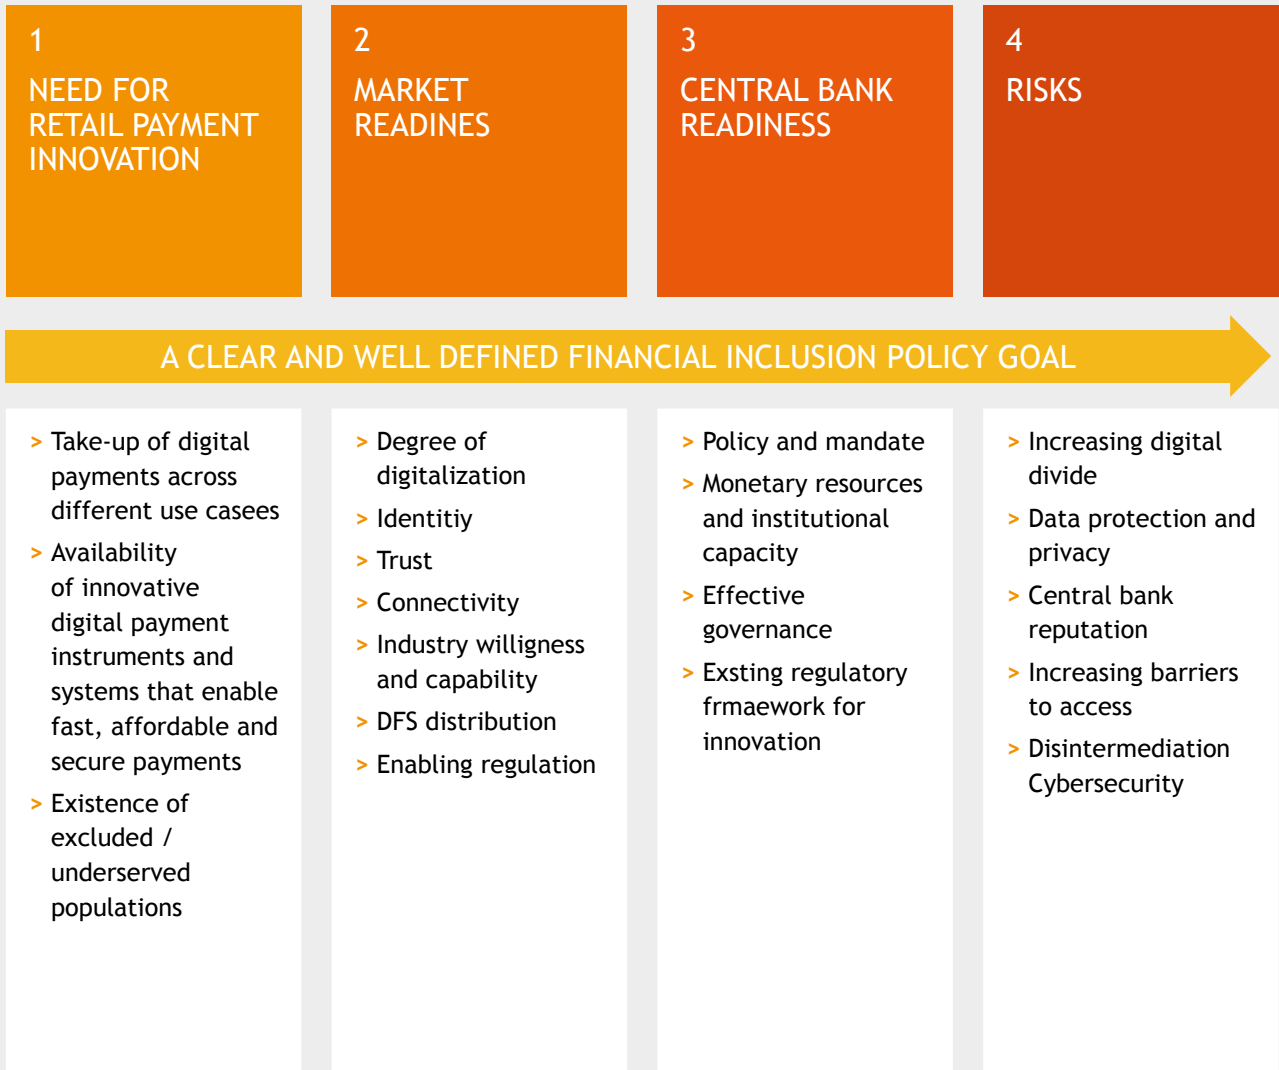 1
NEED FOR
RETAIL PAYMENT
INNOVATION
2
MARKET
READINES
3
CENTRAL BANK
READINESS
4
RISKS
A CLEAR AND WELL DEFINED FINANCIAL INCLUSION POLICY GOAL
> Take-up of digital
payments across
different use casees
> Availability
of innovative
digital payment
instruments and
systems that enable
fast, affordable and
secure payments
> Existence of
excluded /
underserved
populations
> Degree of
digitalization
> Identitiy
> Trust
> Connectivity
> Industry willigness
and capability
> DFS distribution
> Enabling regulation
> Policy and mandate
> Monetary resources
and institutional
capacity
> Effective
governance
> Exsting regulatory
frmaework for
innovation
> Increasing digital
divide
> Data protection and
privacy
> Central bank
reputation
> Increasing barriers
to access
> Disintermediation
Cybersecurity